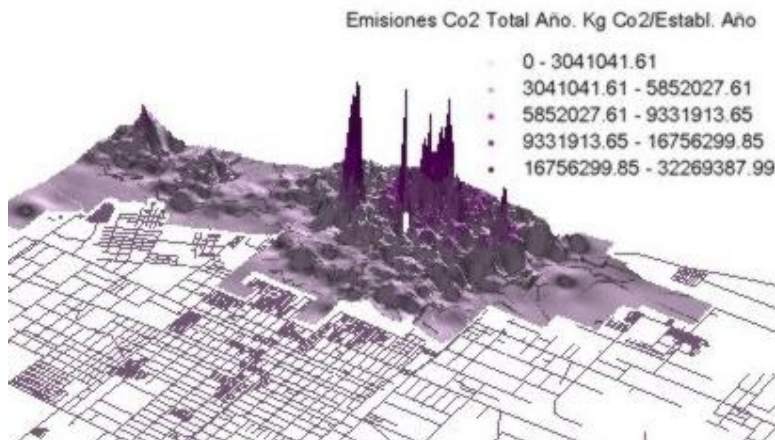 Emisiones Co2 Total Año. Kg Co2/Establ. Año
0 - 3041041.61
3041041.61 - 5852027.61
5852027.61 - 9331913.65
9331913.65 - 16756299.85
16756299.85 - 32269387.99